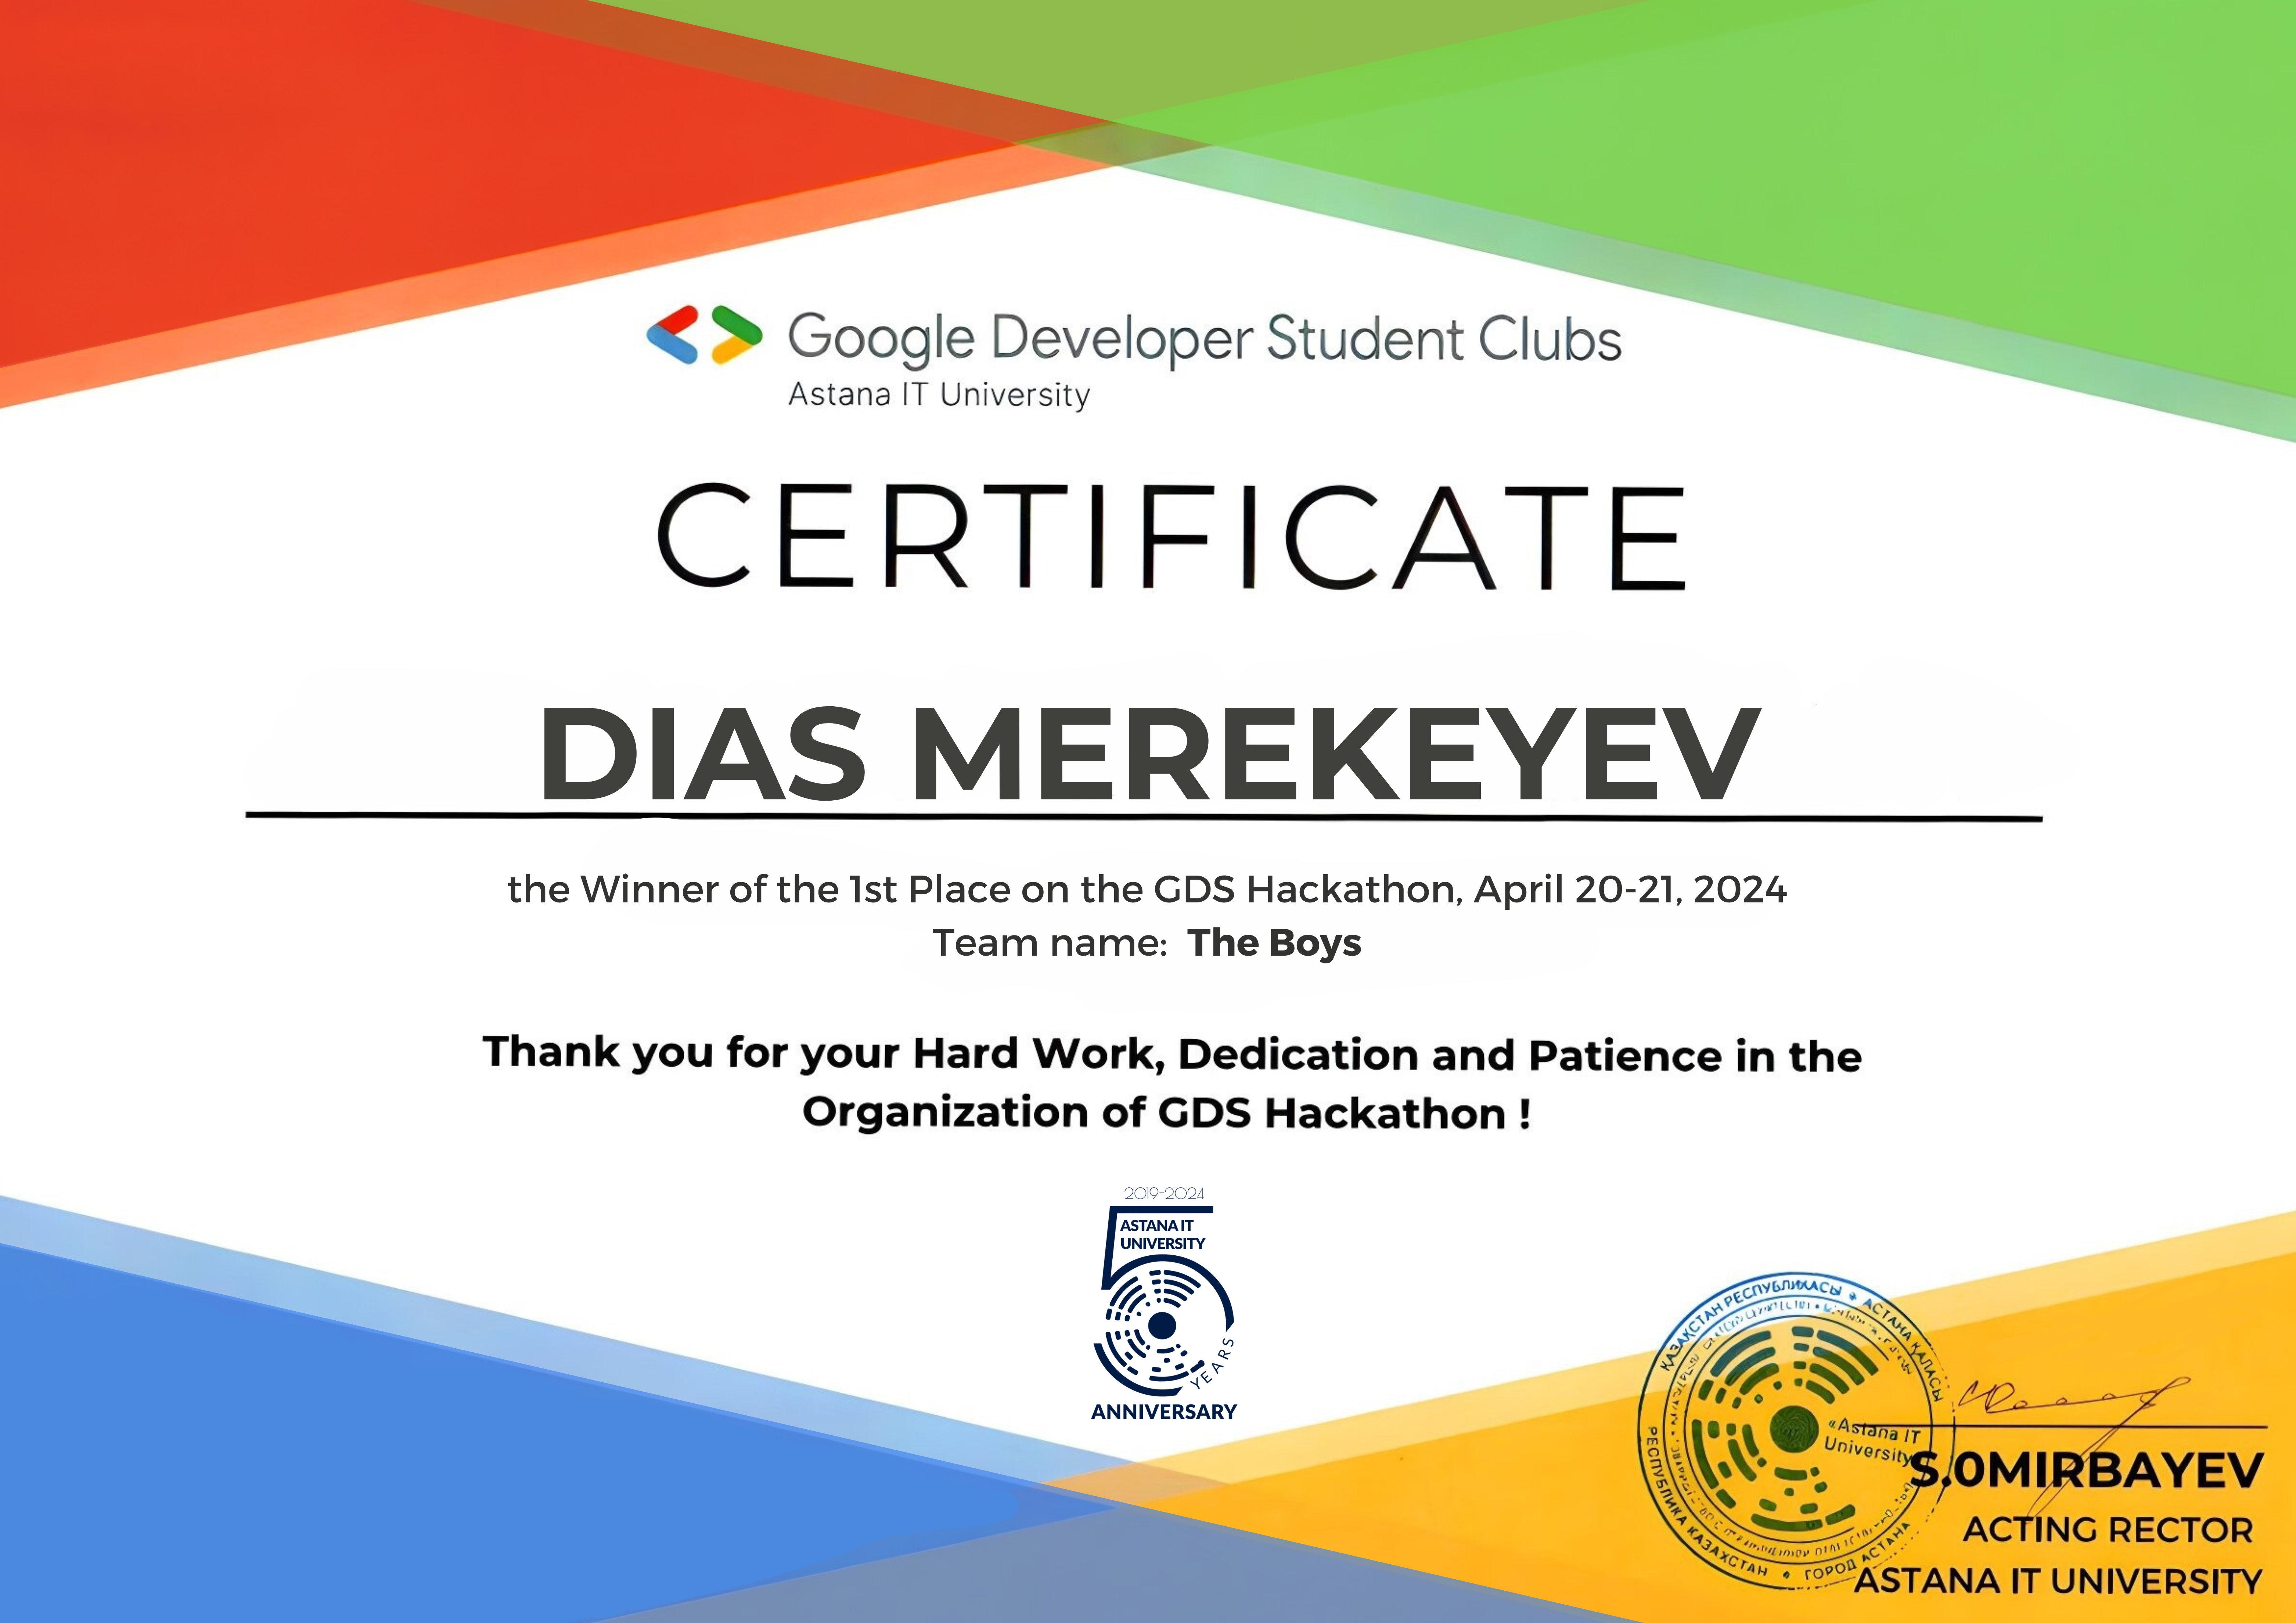 Google Developer Student Clubs
Astana IT University
CERTIFICATE
DIAS MEREKEYEV
the Winner of the 1st Place on the GDS Hackathon, April 20-21, 2024
Team name: The Boys
Thank you for your Hard Work, Dedication and Patience in the
Organization of GDS Hackathon !
2019-2024
ASTANA IT
UNIVERSITY
YEARS
ANNIVERSARY
ҚАЗАҚСТАН РЕСПУБЛИКАСЫ АСТАНА ҚАЛАСЫ
РЕСПУБЛИКА КАЗАХСТАН ГОРОД АСТАНА
«Astana IT
University
S.0MIRBAYEV
ACTING RECTOR
ASTANA IT UNIVERSITY